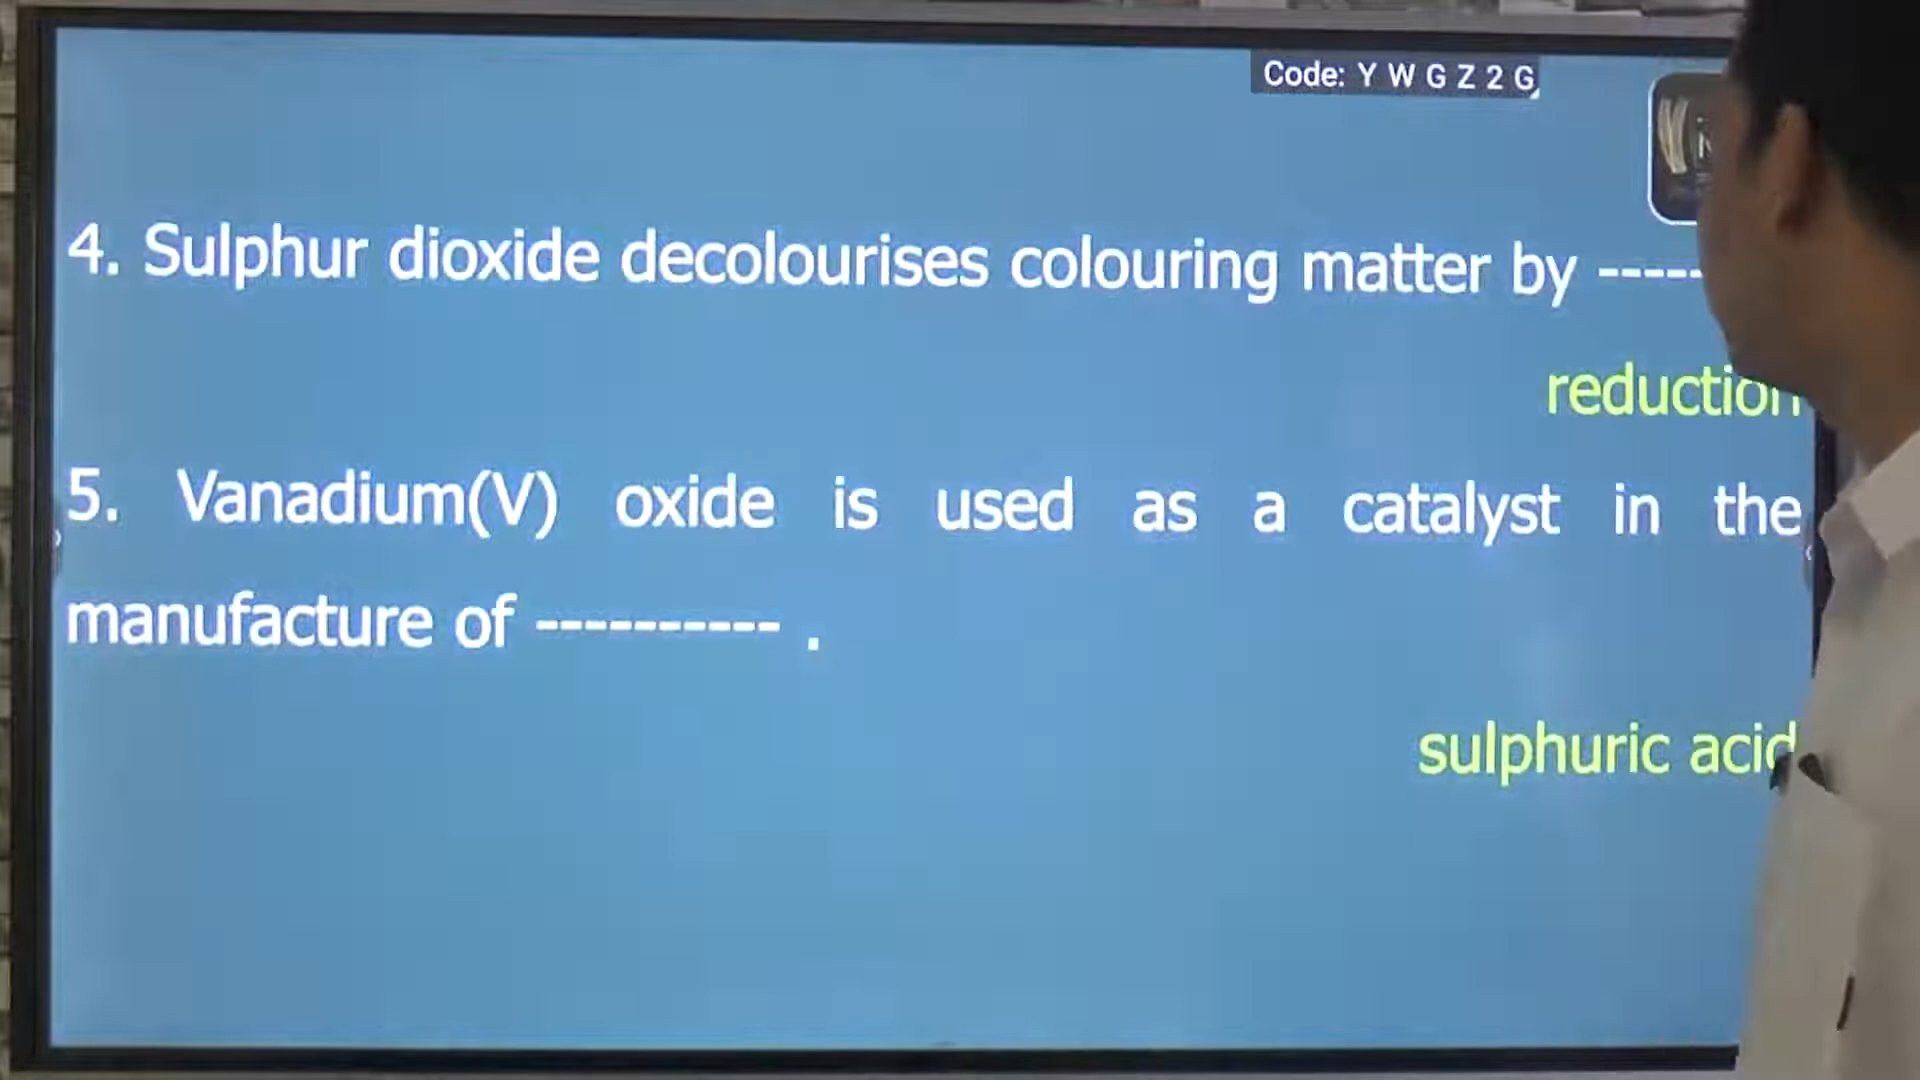 Code: Y W G Z 2 G
4. Sulphur dioxide decolourises colouring matter by -----
reduction
5. Vanadium(V) oxide is used as a catalyst in the
manufacture of ---------- .
sulphuric acid